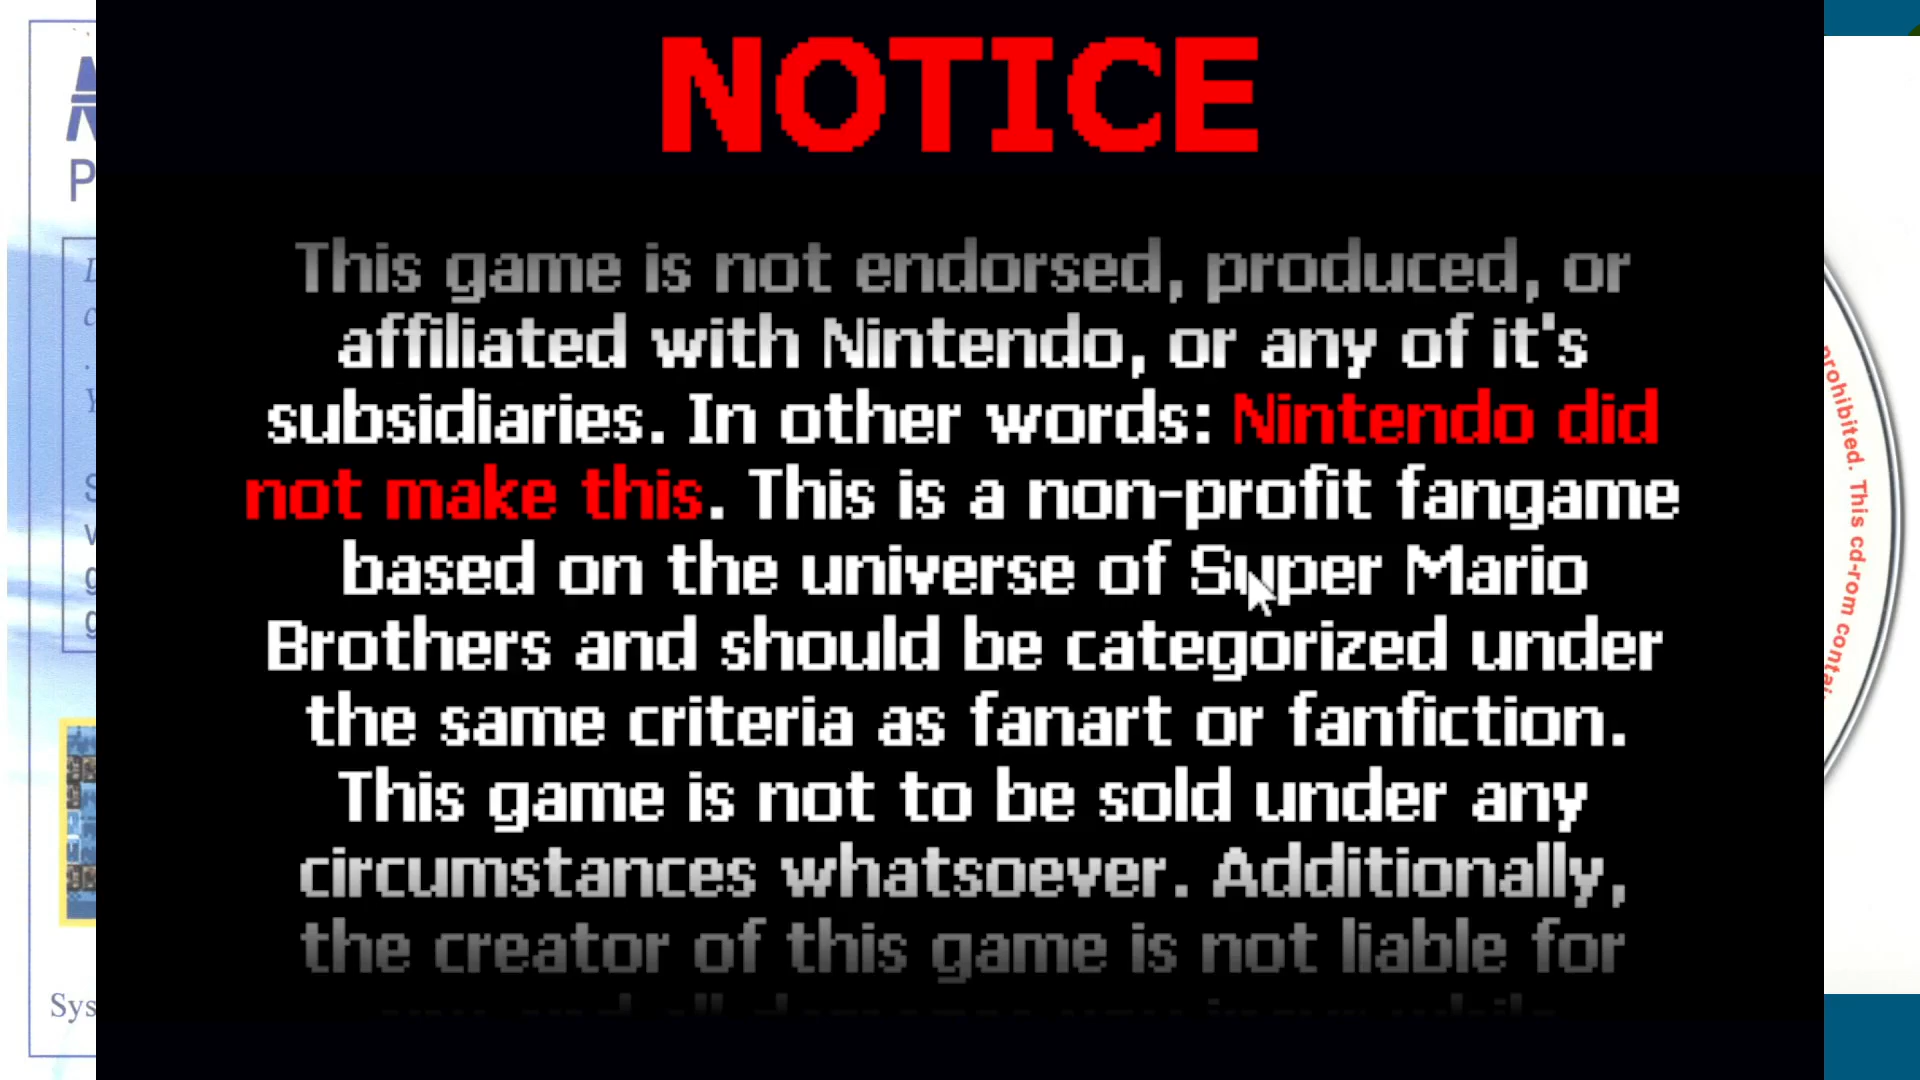 NOTICE
This game is not endorsed, produced, or
affiliated with Nintendo, or any of it's
subsidiaries. In other words: Nintendo did
not make this. This is a non-profit fangame
based on the universe of Super Mario
Brothers and should be categorized under
the same criteria as fanart or fanfiction.
This game is not to be sold under any
circumstances whatsoever. Additionally,
the creator of this game is not liable for
prohibited. This cd-rom
Sys